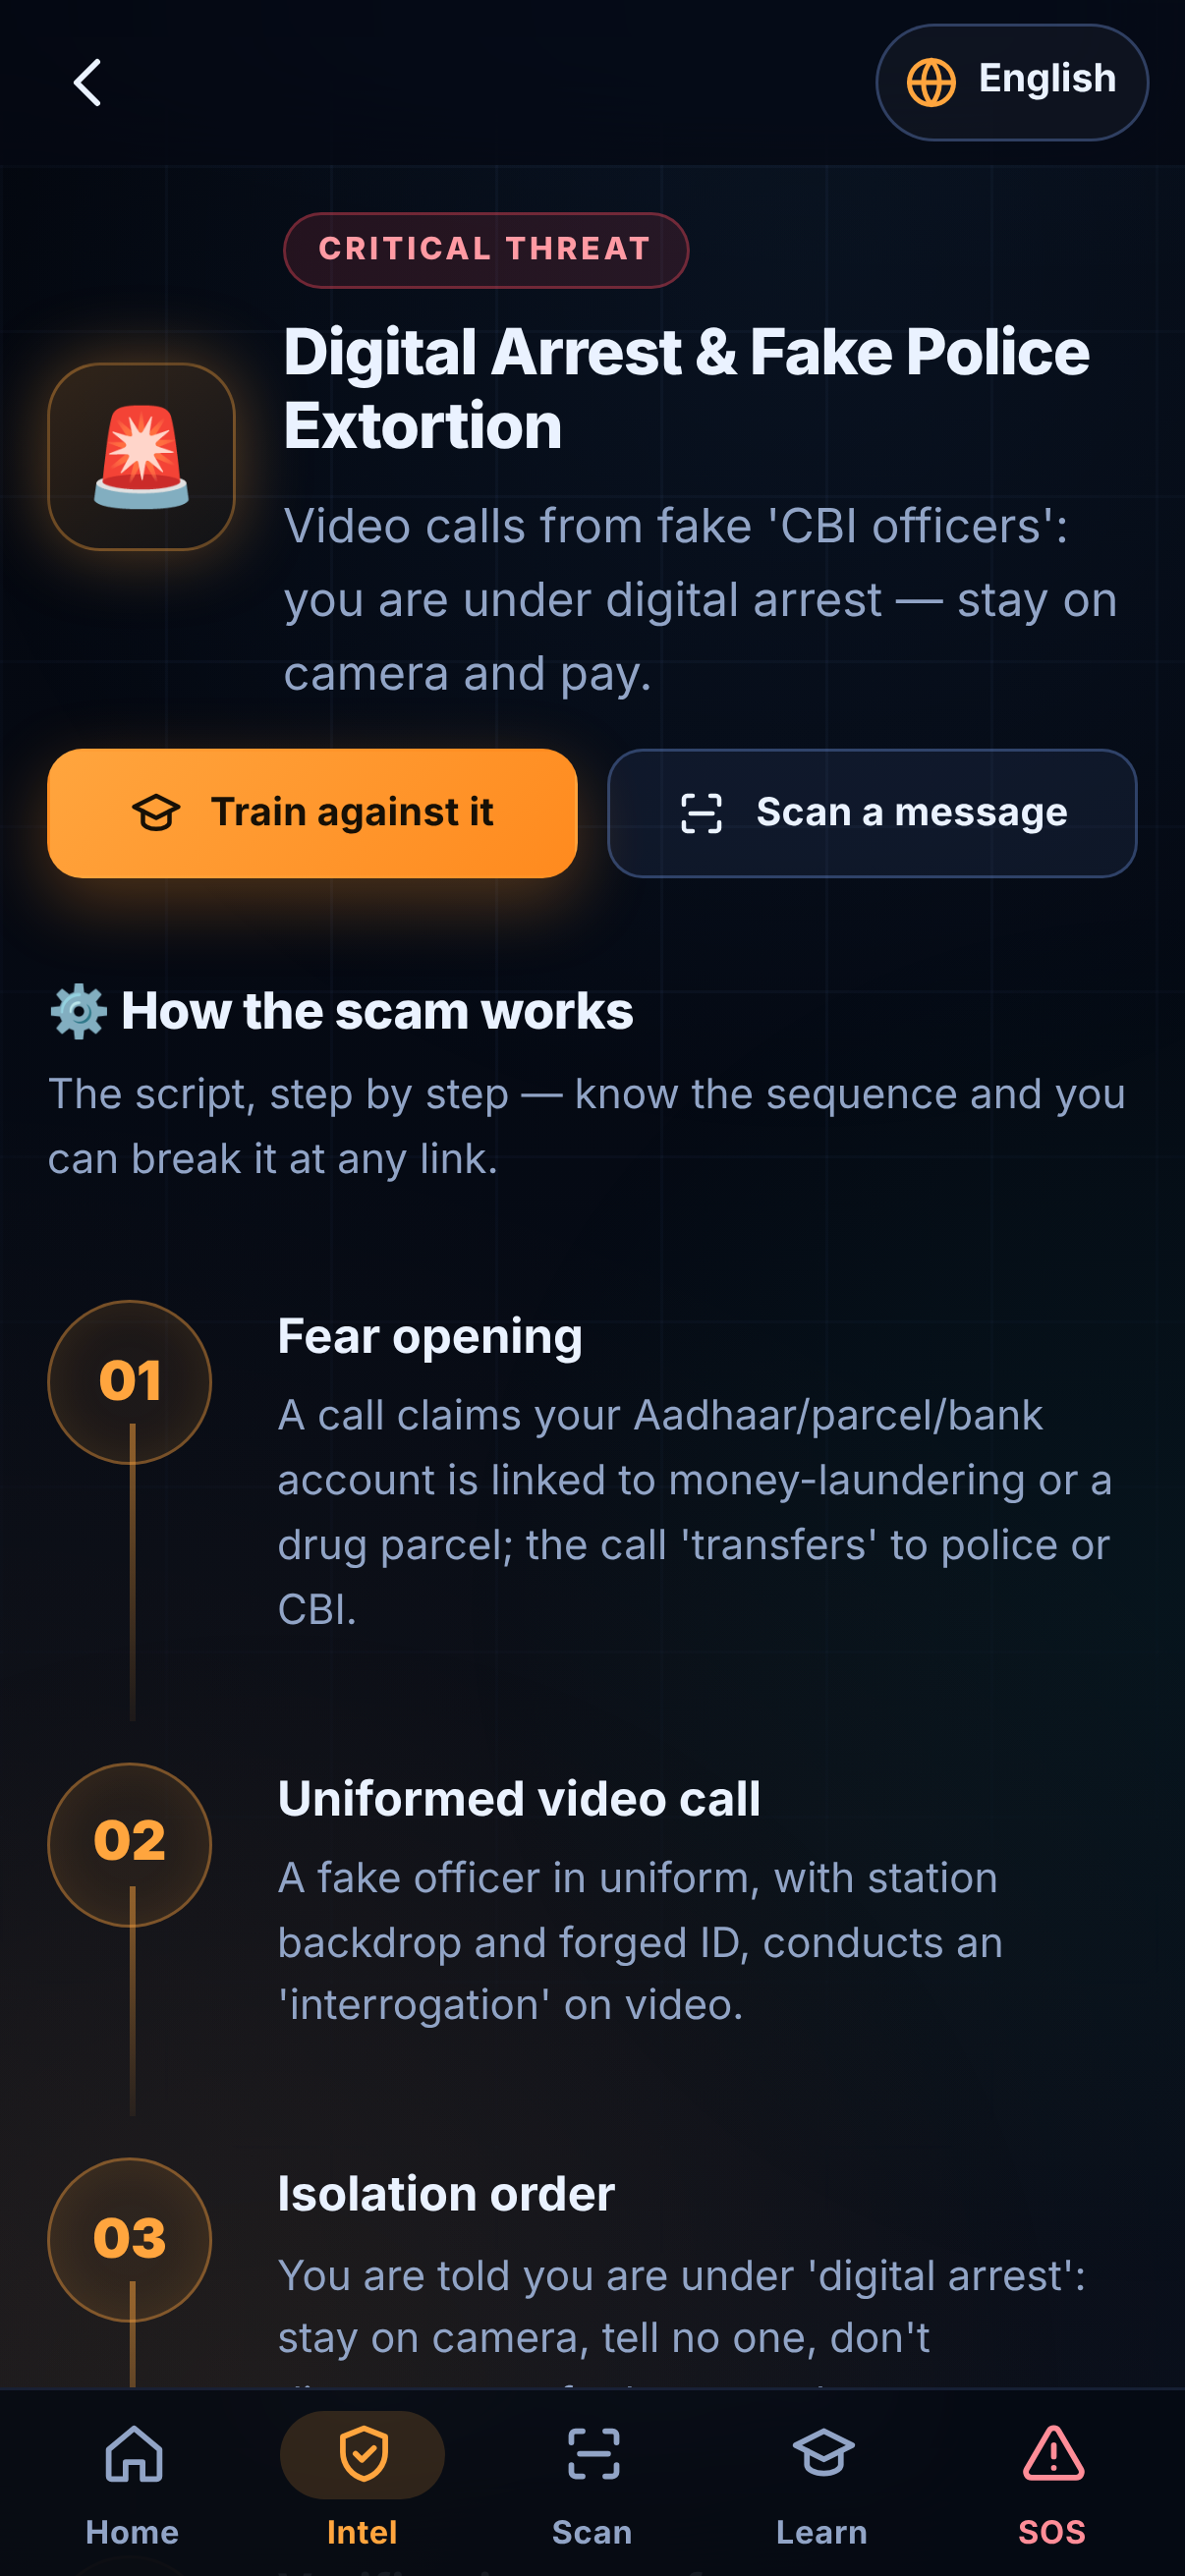 English
CRITICAL THREAT
Digital Arrest & Fake Police
Extortion
Video calls from fake 'CBI officers':
you are under digital arrest — stay on
camera and pay.
Train against it
Scan a message
How the scam works
The script, step by step — know the sequence and you
can break it at any link.
01
Fear opening
A call claims your Aadhaar/parcel/bank
account is linked to money-laundering or a
drug parcel; the call 'transfers' to police or
CBI.
02
Uniformed video call
A fake officer in uniform, with station
backdrop and forged ID, conducts an
'interrogation' on video.
03
Isolation order
You are told you are under 'digital arrest':
stay on camera, tell no one, don't
Home
Intel
Scan
Learn
SOS